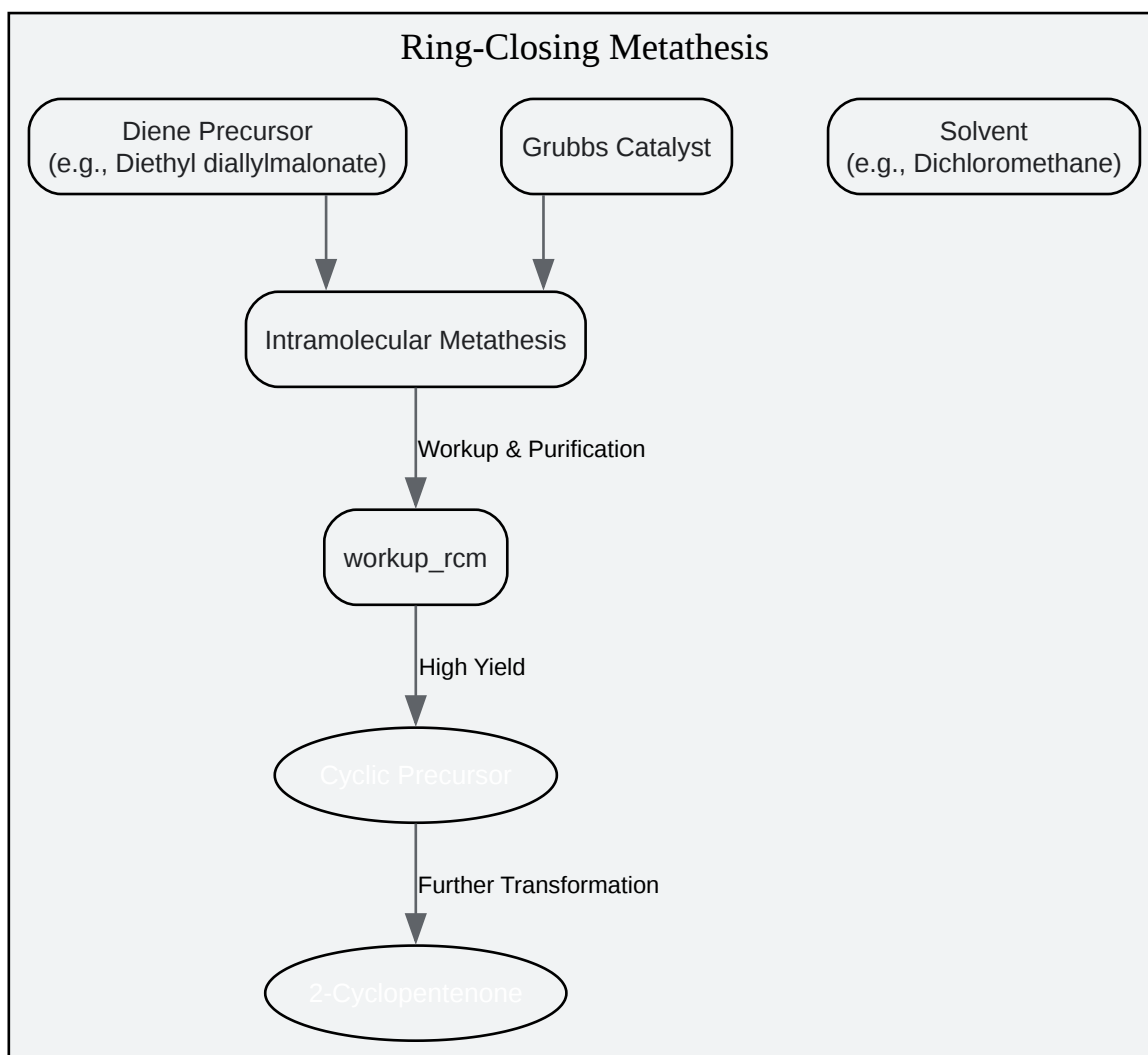 Ring-Closing Metathesis
Diene Precursor
(e.g., Diethyl diallylmalonate)
Grubbs Catalyst
Solvent
(e.g., Dichloromethane)
Intramolecular Metathesis
Workup & Purification
workup_rcm
High Yield
Cyclic Precursor
Further Transformation
2-Cyclopentenone